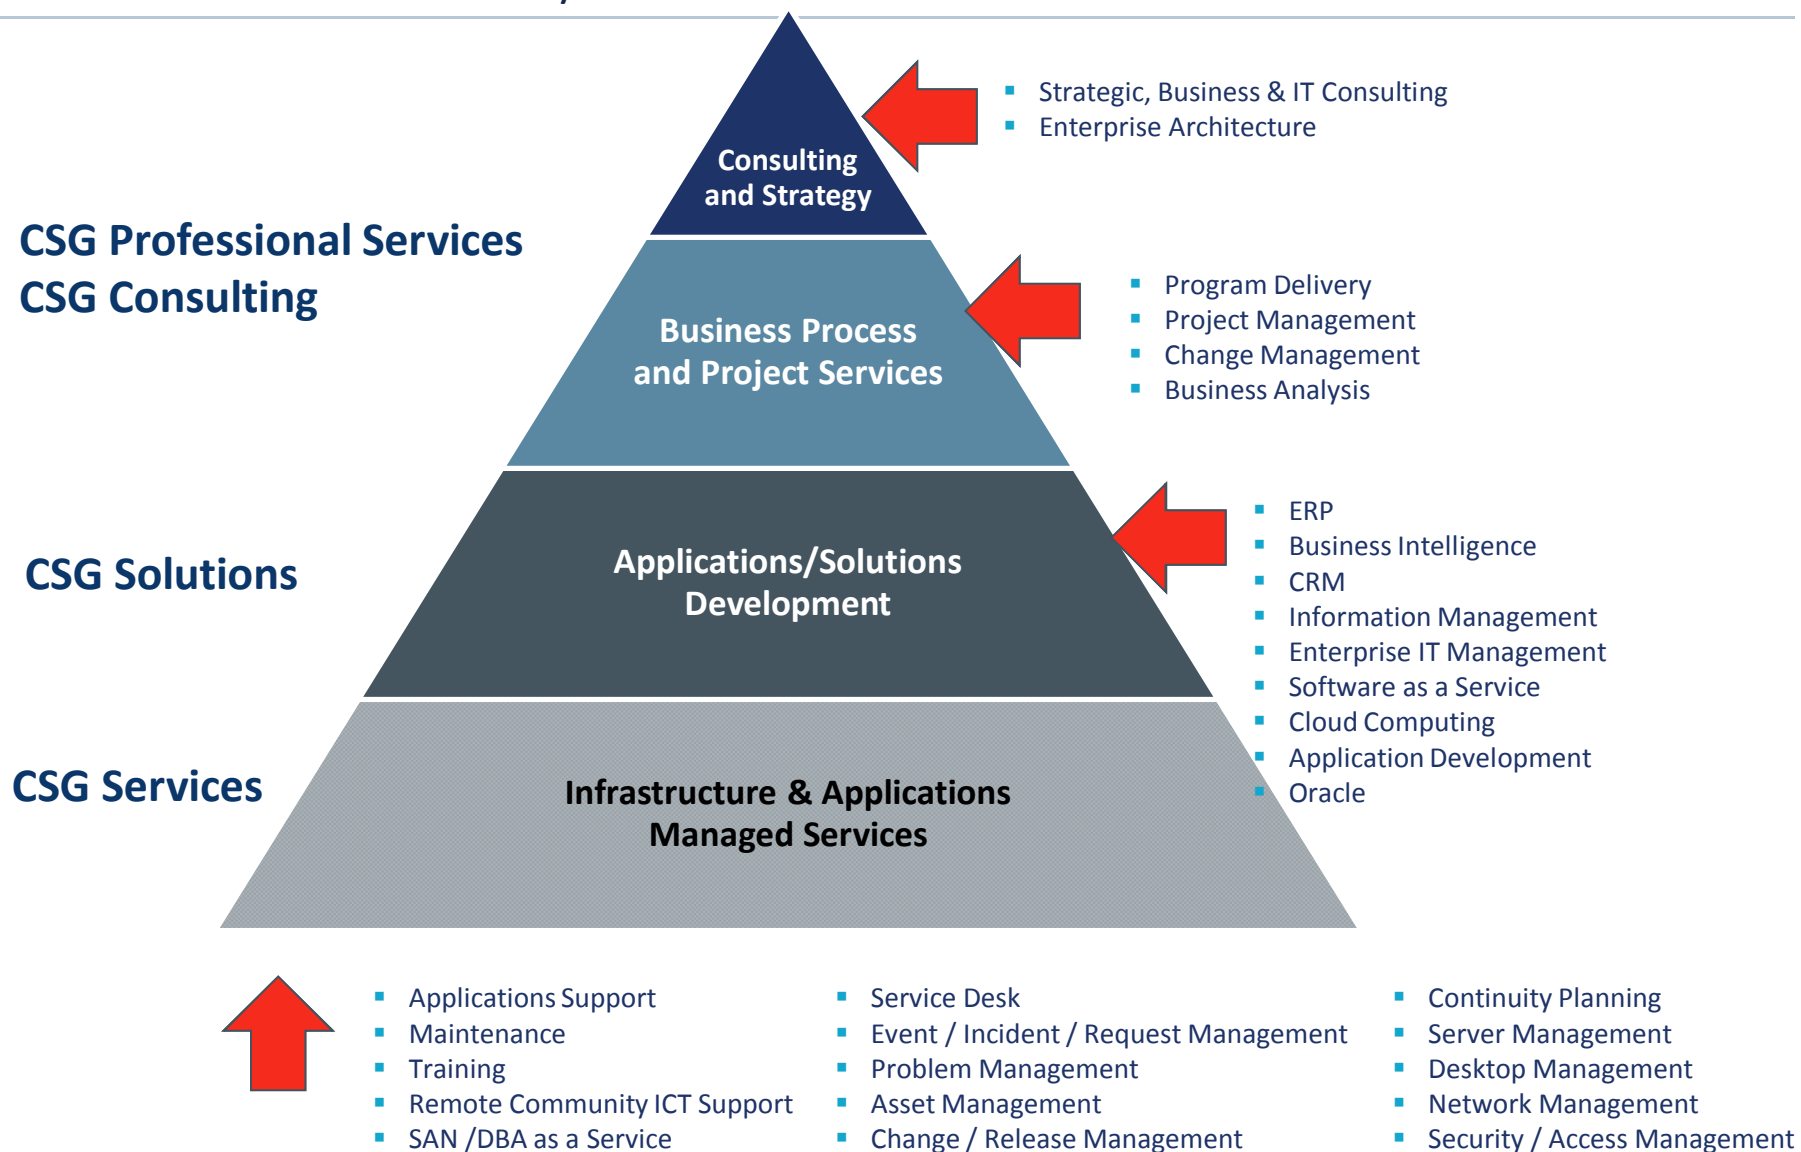 Consulting
and Strategy
Strategic, Business & IT Consulting
Enterprise Architecture
CSG Professional Services
CSG Consulting
Business Process
and Project Services
Program Delivery
Project Management
Change Management
Business Analysis
CSG Solutions
Applications/Solutions
Development
ERP
Business Intelligence
CRM
Information Management
Enterprise IT Management
Software as a Service
Cloud Computing
Application Development
Oracle
CSG Services
Infrastructure & Applications
Managed Services
Applications Support
Maintenance
Training
Remote Community ICT Support
SAN /DBA as a Service
Service Desk
Event / Incident / Request Management
Problem Management
Asset Management
Change / Release Management
Continuity Planning
Server Management
Desktop Management
Network Management
Security / Access Management